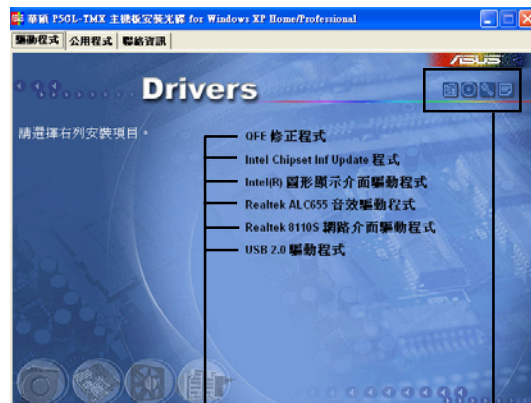 華碩 P5GL-TMX 主機板安裝光碟 for Windows XP Home/Professional
驅動程式 公用程式 聯絡資訊
ASUS
Drivers
請選擇右列安裝項目。
QFE 修正程式
Intel Chipset Inf Update 程式
Intel(R) 圖形顯示介面驅動程式
Realtek ALC655 音效驅動程式
Realtek 8110S 網路介面驅動程式
USB 2.0 驅動程式